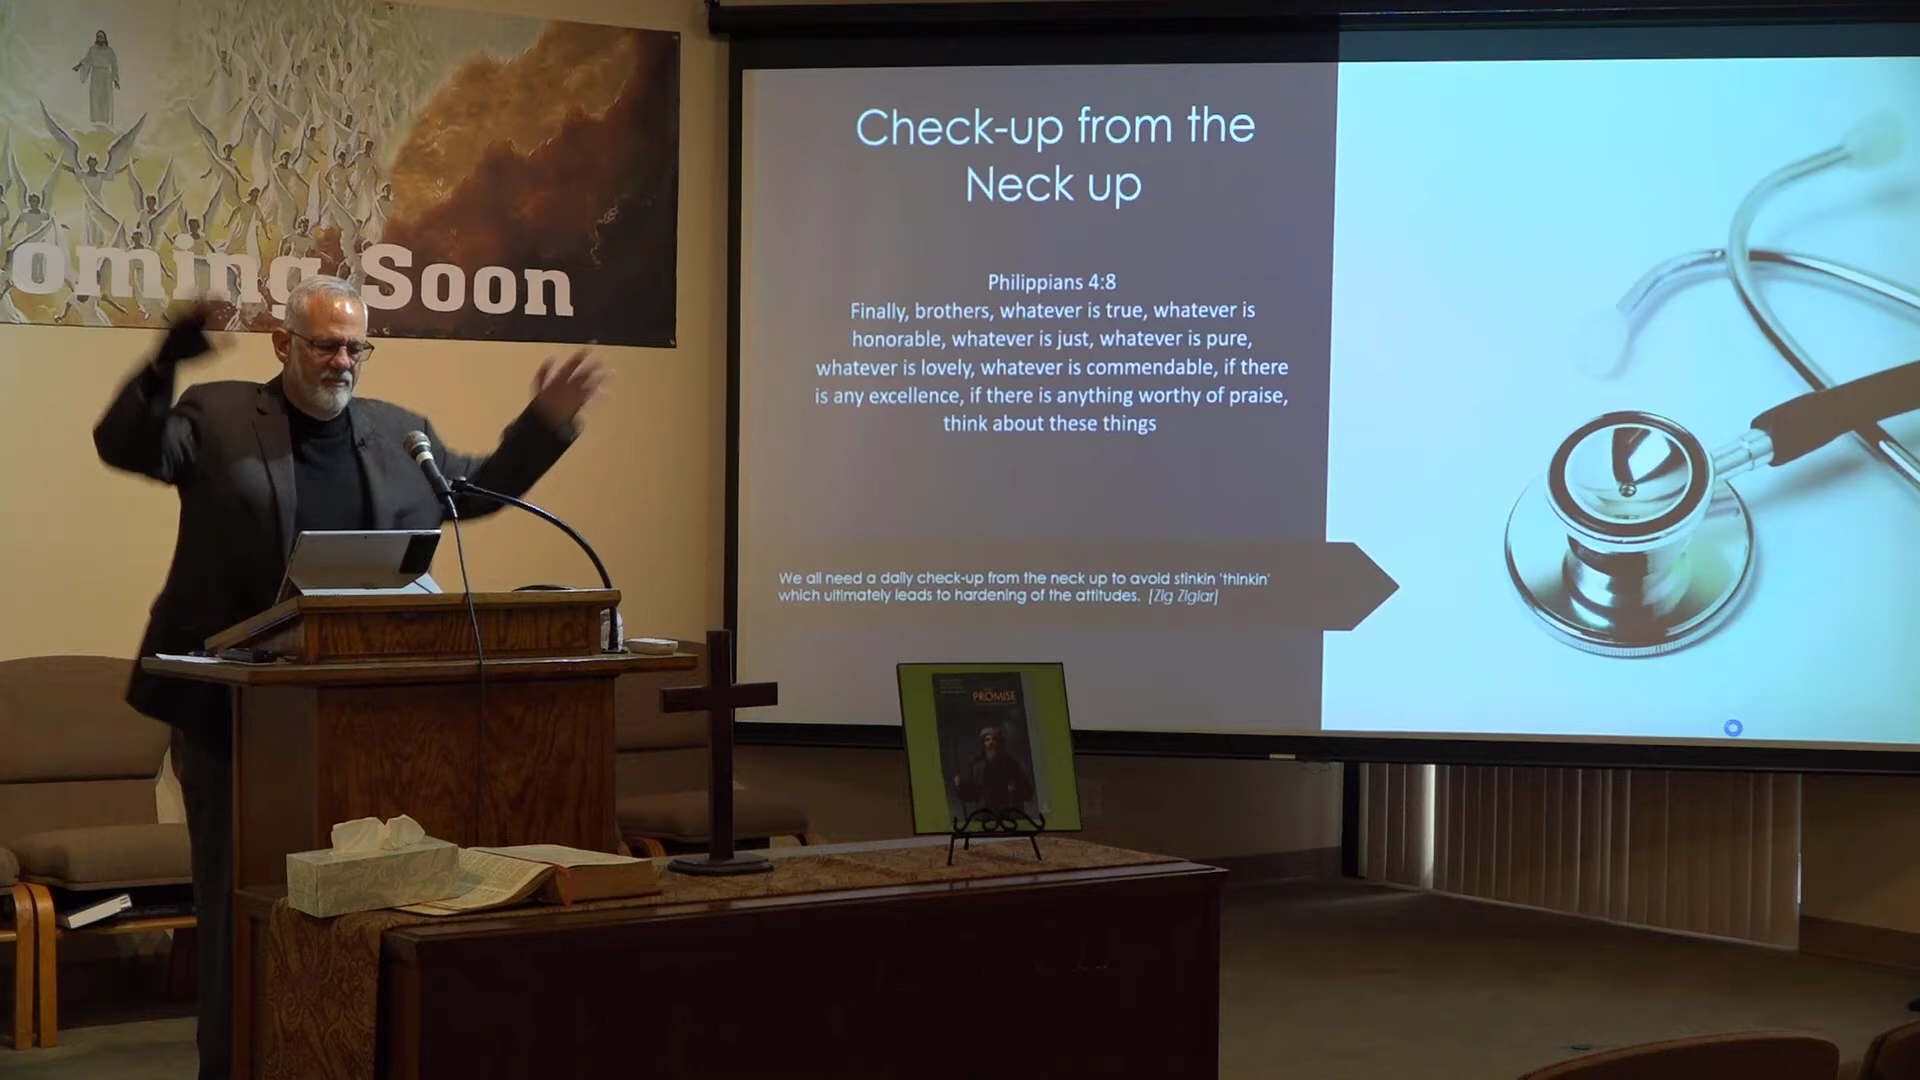 oming Soon
Check-up from the
Neck up
Philippians 4:8
Finally, brothers, whatever is true, whatever is
honorable, whatever is just, whatever is pure,
whatever is lovely, whatever is commendable, if there
is any excellence, if there is anything worthy of praise,
think about these things
We all need a daily check-up from the neck up to avoid stinkin 'thinkin'
which ultimately leads to hardening of the attitudes. [Zig Ziglar]
PROMISE